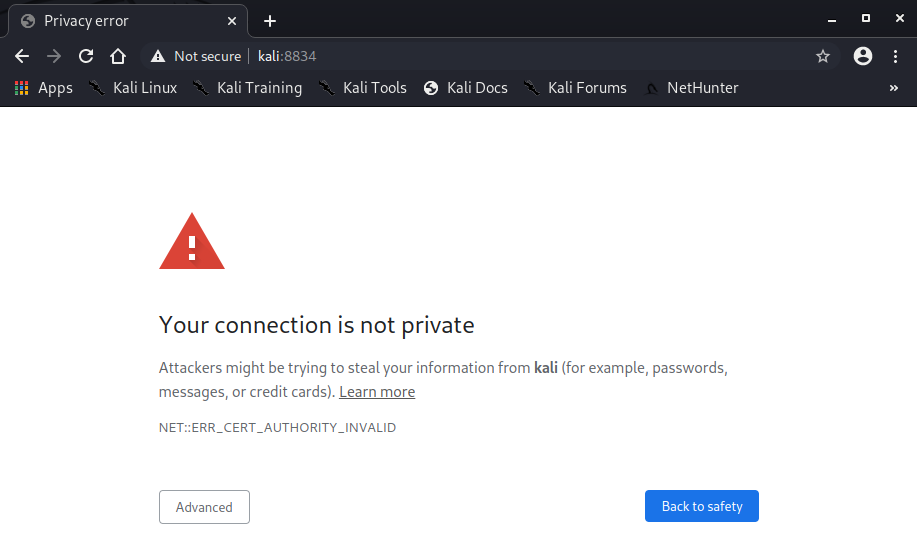 Privacy error
Not secure kali:8834
Apps Kali Linux Kali Training Kali Tools Kali Docs Kali Forums NetHunter »
Your connection is not private
Attackers might be trying to steal your information from kali (for example, passwords,
messages, or credit cards). Learn more
NET::ERR_CERT_AUTHORITY_INVALID
Advanced Back to safety